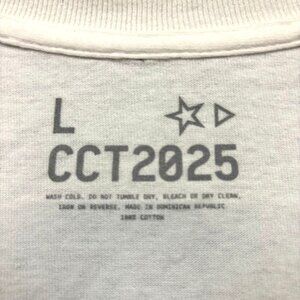 L
CCT2025
WASH COLD. DO NOT TUMBLE DRY, BLEACH OR DRY CLEAN,
IRON ON REVERSE. MADE IN DOMINICAN REPUBLIC
100% COTTON